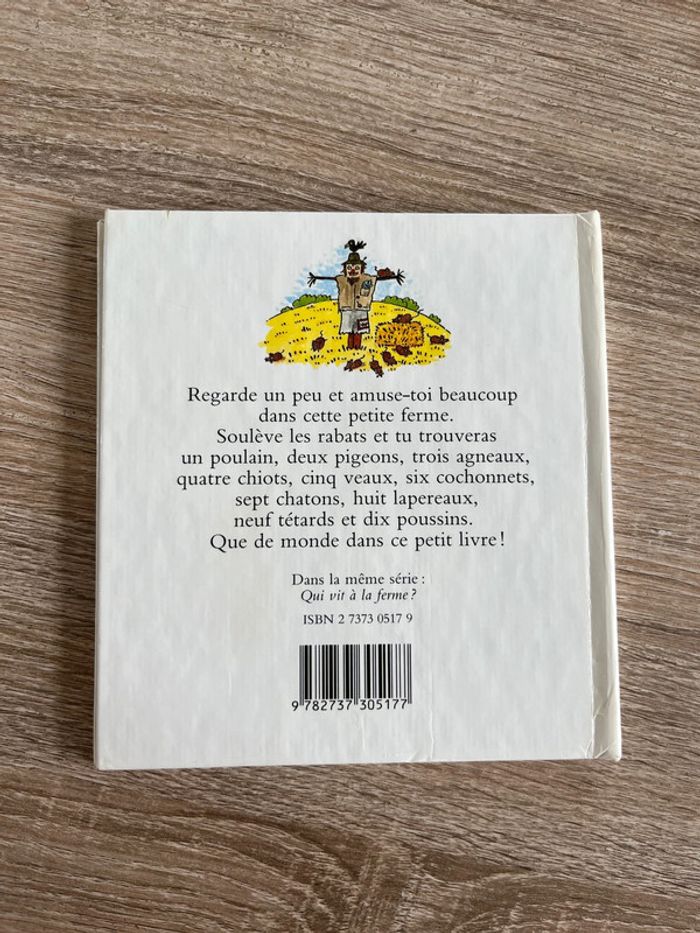 Regarde un peu et amuse-toi beaucoup
dans cette petite ferme.
Soulève les rabats et tu trouveras
un poulain, deux pigeons, trois agneaux,
quatre chiots, cinq veaux, six cochonnets,
sept chatons, huit lapereaux,
neuf tétards et dix poussins.
Que de monde dans ce petit livre !
Dans la même série :
Qui vit à la ferme ?
ISBN 2 7373 0517 9
9 782737 305177